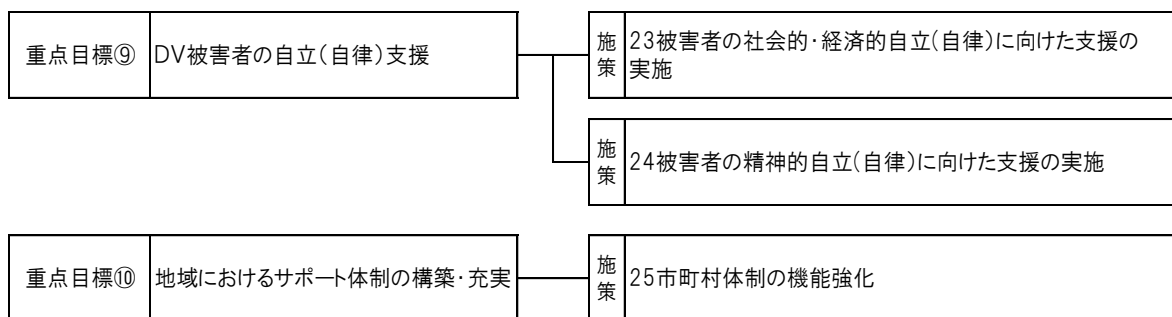 重点目標⑨ DV被害者の自立(自律)支援
施策 23被害者の社会的・経済的自立(自律)に向けた支援の
実施
施策 24被害者の精神的自立(自律)に向けた支援の実施
重点目標⑩ 地域におけるサポート体制の構築・充実
施策 25市町村体制の機能強化